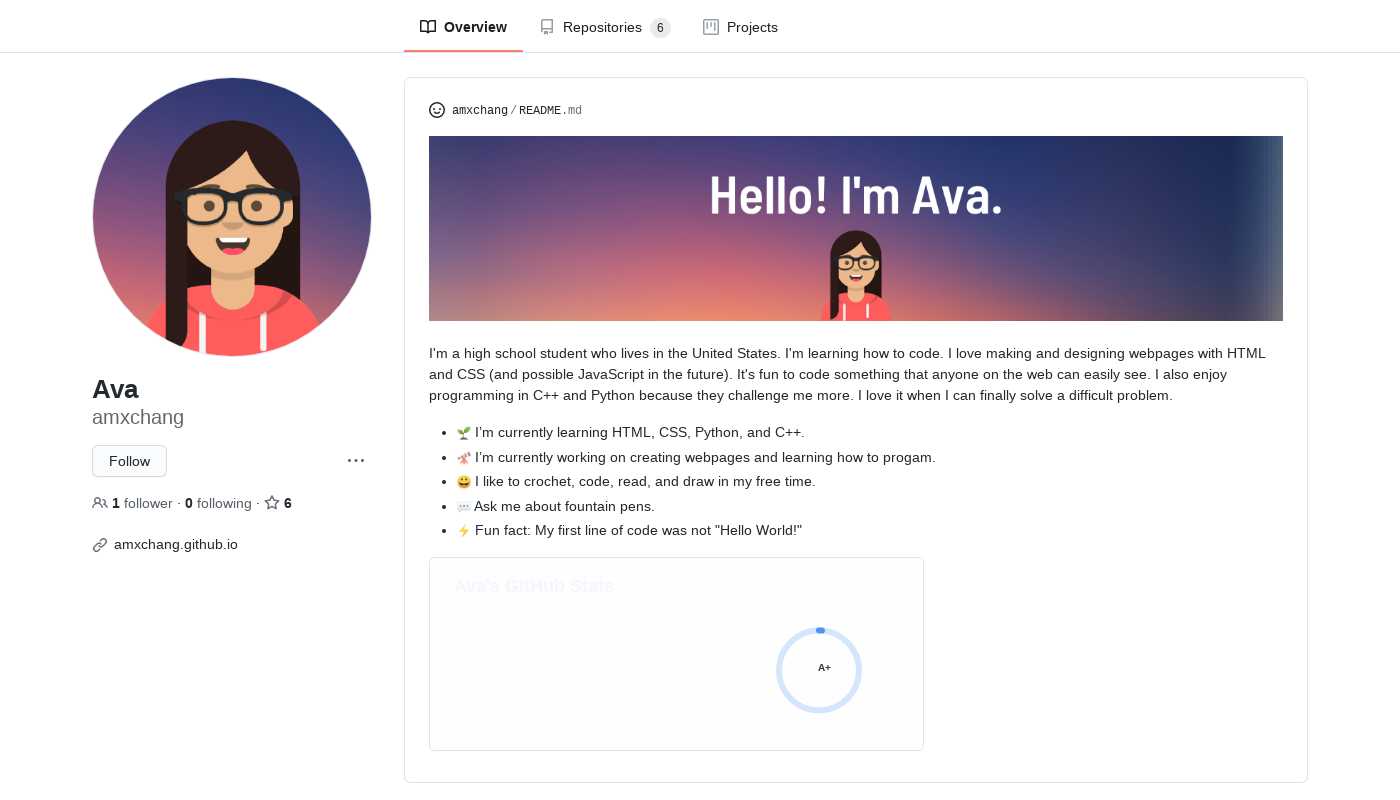 Overview
Repositories 6
Projects
amxchang/README.md
Hello! I'm Ava.
Ava
amxchang
Follow
1 follower · 0 following · 6
amxchang.github.io
I'm a high school student who lives in the United States. I'm learning how to code. I love making and designing webpages with HTML
and CSS (and possible JavaScript in the future). It's fun to code something that anyone on the web can easily see. I also enjoy
programming in C++ and Python because they challenge me more. I love it when I can finally solve a difficult problem.
• 🌱 I'm currently learning HTML, CSS, Python, and C++.
• I'm currently working on creating webpages and learning how to progam.
• 😀 I like to crochet, code, read, and draw in my free time.
• 💬 Ask me about fountain pens.
• ⚡ Fun fact: My first line of code was not "Hello World!"
Ava's GitHub Stats
A+